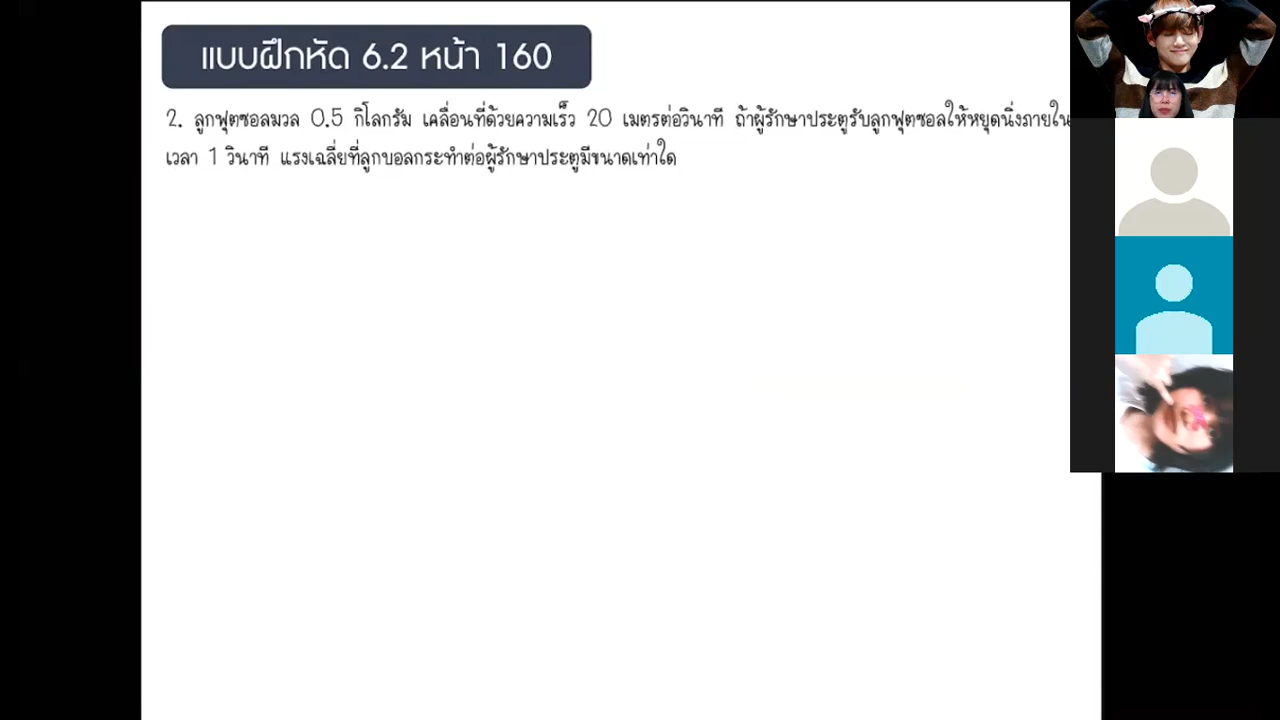 แบบฝึกหัด 6.2 หน้า 160
2. ลูกฟุตซอลมวล 0.5 กิโลกรัม เคลื่อนที่ด้วยความเร็ว 20 เมตรต่อวินาที ถ้าผู้รักษาประตูรับลูกฟุตซอลให้หยุดนิ่งภายใน
เวลา 1 วินาที แรงเฉลี่ยที่ลูกบอลกระทำต่อผู้รักษาประตูมีขนาดเท่าใด